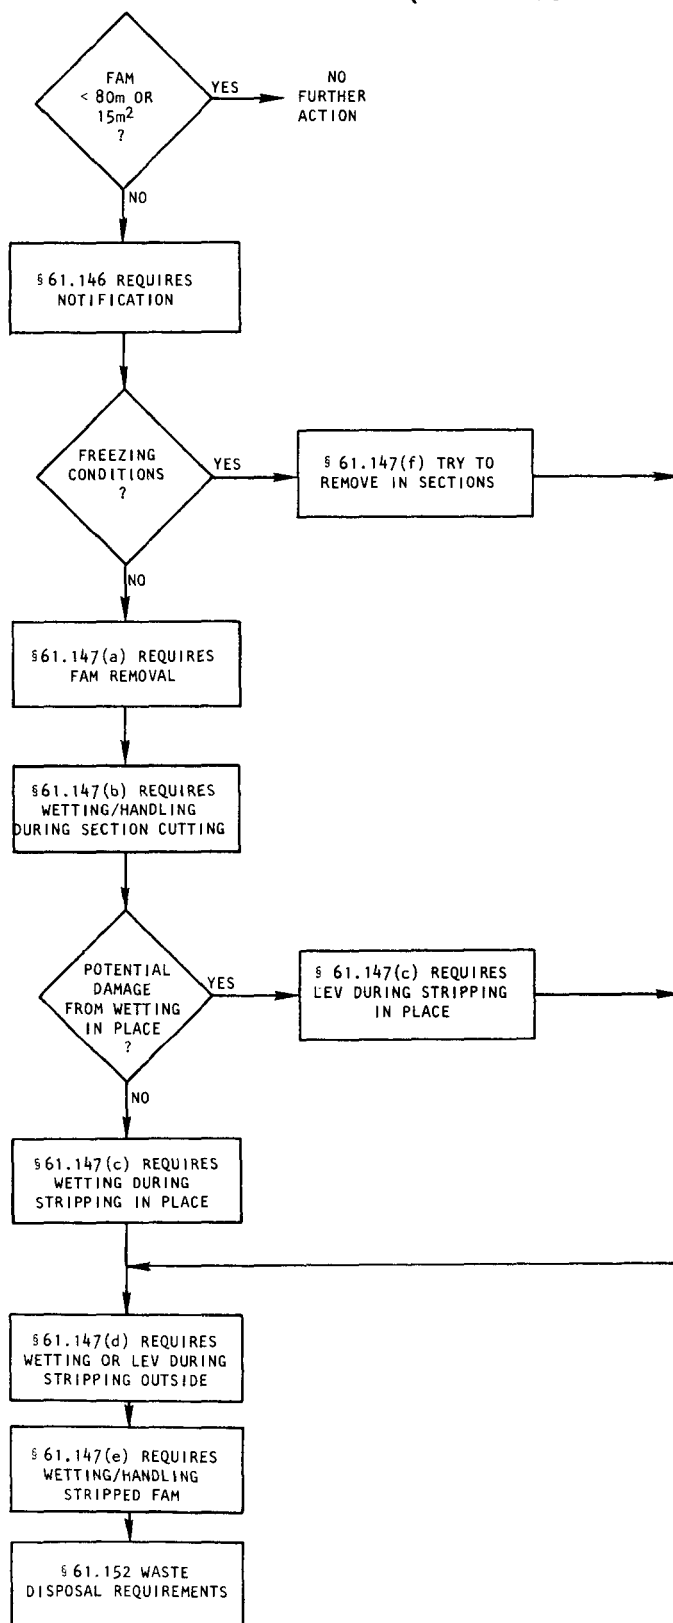 FAM
< 80m OR
15m²
?
YES
NO
FURTHER
ACTION
NO
§61.146 REQUIRES
NOTIFICATION
FREEZING
CONDITIONS
?
YES
§ 61.147(f) TRY TO
REMOVE IN SECTIONS
NO
§61.147(a) REQUIRES
FAM REMOVAL
§61.147(b) REQUIRES
WETTING/HANDLING
DURING SECTION CUTTING
POTENTIAL
DAMAGE
FROM WETTING
IN PLACE
?
YES
§ 61.147(c) REQUIRES
LEV DURING STRIPPING
IN PLACE
NO
§61.147(c) REQUIRES
WETTING DURING
STRIPPING IN PLACE
§61.147(d) REQUIRES
WETTING OR LEV DURING
STRIPPING OUTSIDE
§61.147(e) REQUIRES
WETTING/HANDLING
STRIPPED FAM
§61.152 WASTE
DISPOSAL REQUIREMENTS